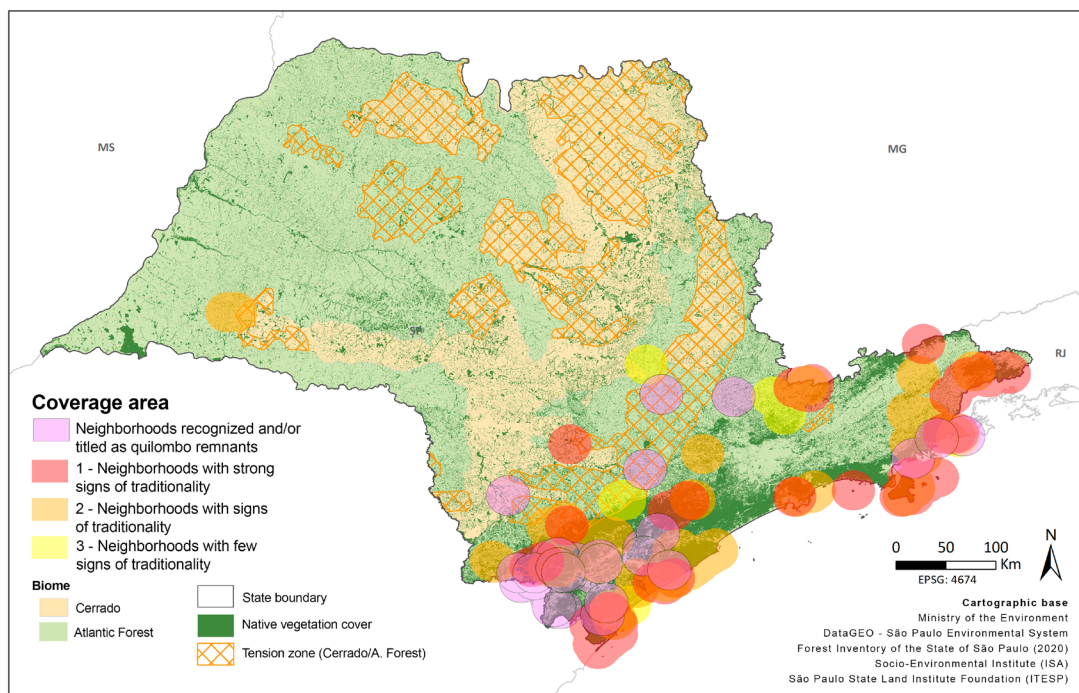 MS
MG
SP
RJ
Coverage area
Neighborhoods recognized and/or
titled as quilombo remnants
1 - Neighborhoods with strong
signs of traditionality
2 - Neighborhoods with signs
of traditionality
3 - Neighborhoods with few
signs of traditionality
Biome
Cerrado
Atlantic Forest
State boundary
Native vegetation cover
Tension zone (Cerrado/A. Forest)
N
0 50 100
Km
EPSG: 4674
Cartographic base
Ministry of the Environment
DataGEO - São Paulo Environmental System
Forest Inventory of the State of São Paulo (2020)
Socio-Environmental Institute (ISA)
São Paulo State Land Institute Foundation (ITESP)